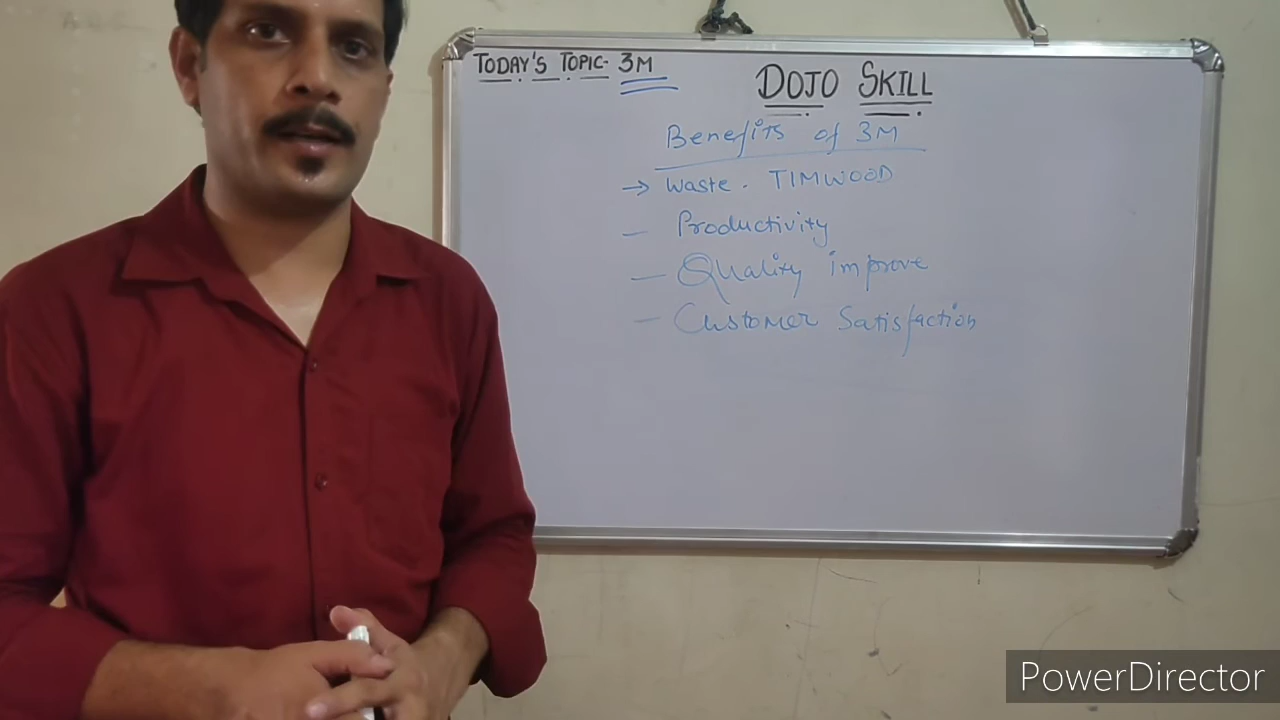 TODAY'S TOPIC- 3M
DOJO SKILL
Benefits of 3M
→ Waste. TIMWOOD
— Productivity
— Quality improve
— Customer Satisfaction
PowerDirector